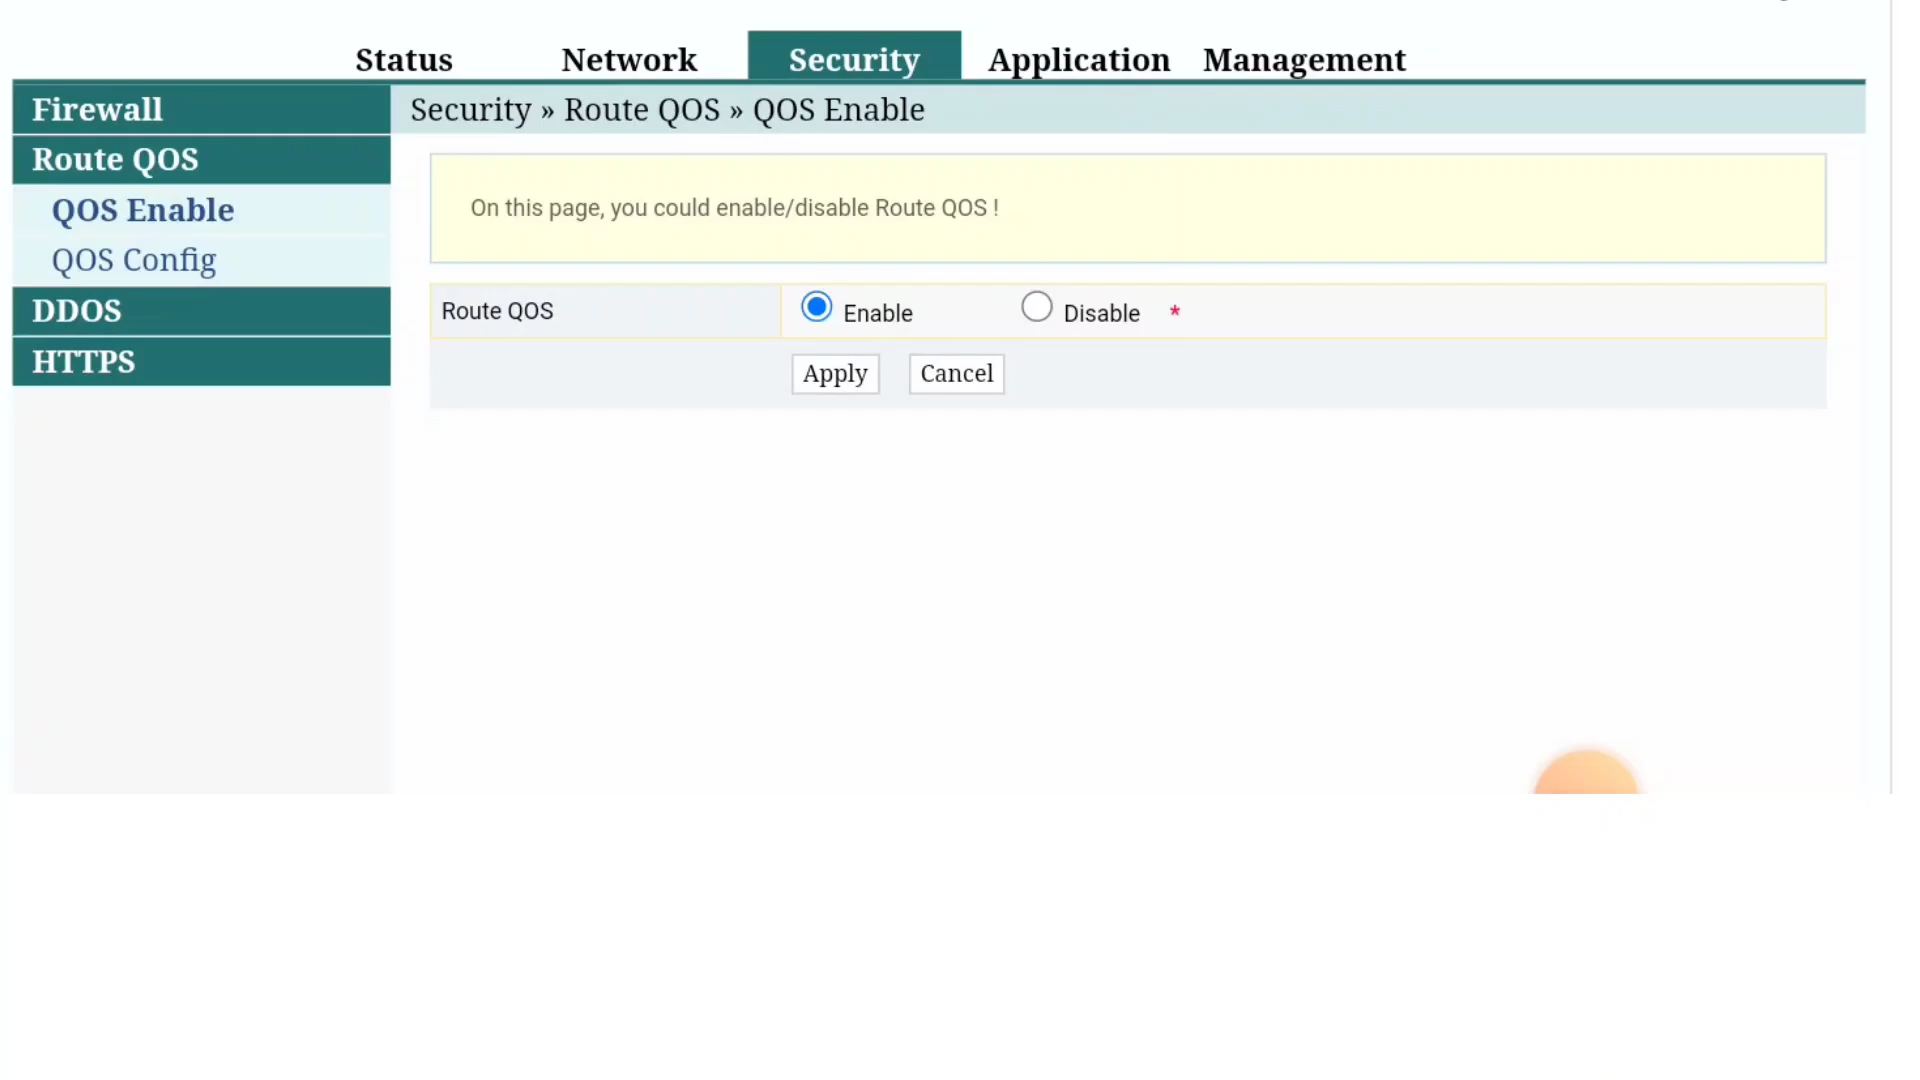 Status Network Security Application Management
Firewall
Security » Route QOS » QOS Enable
Route QOS
QOS Enable
QOS Config
DDOS
HTTPS
On this page, you could enable/disable Route QOS !
Route QOS Enable Disable *
Apply Cancel